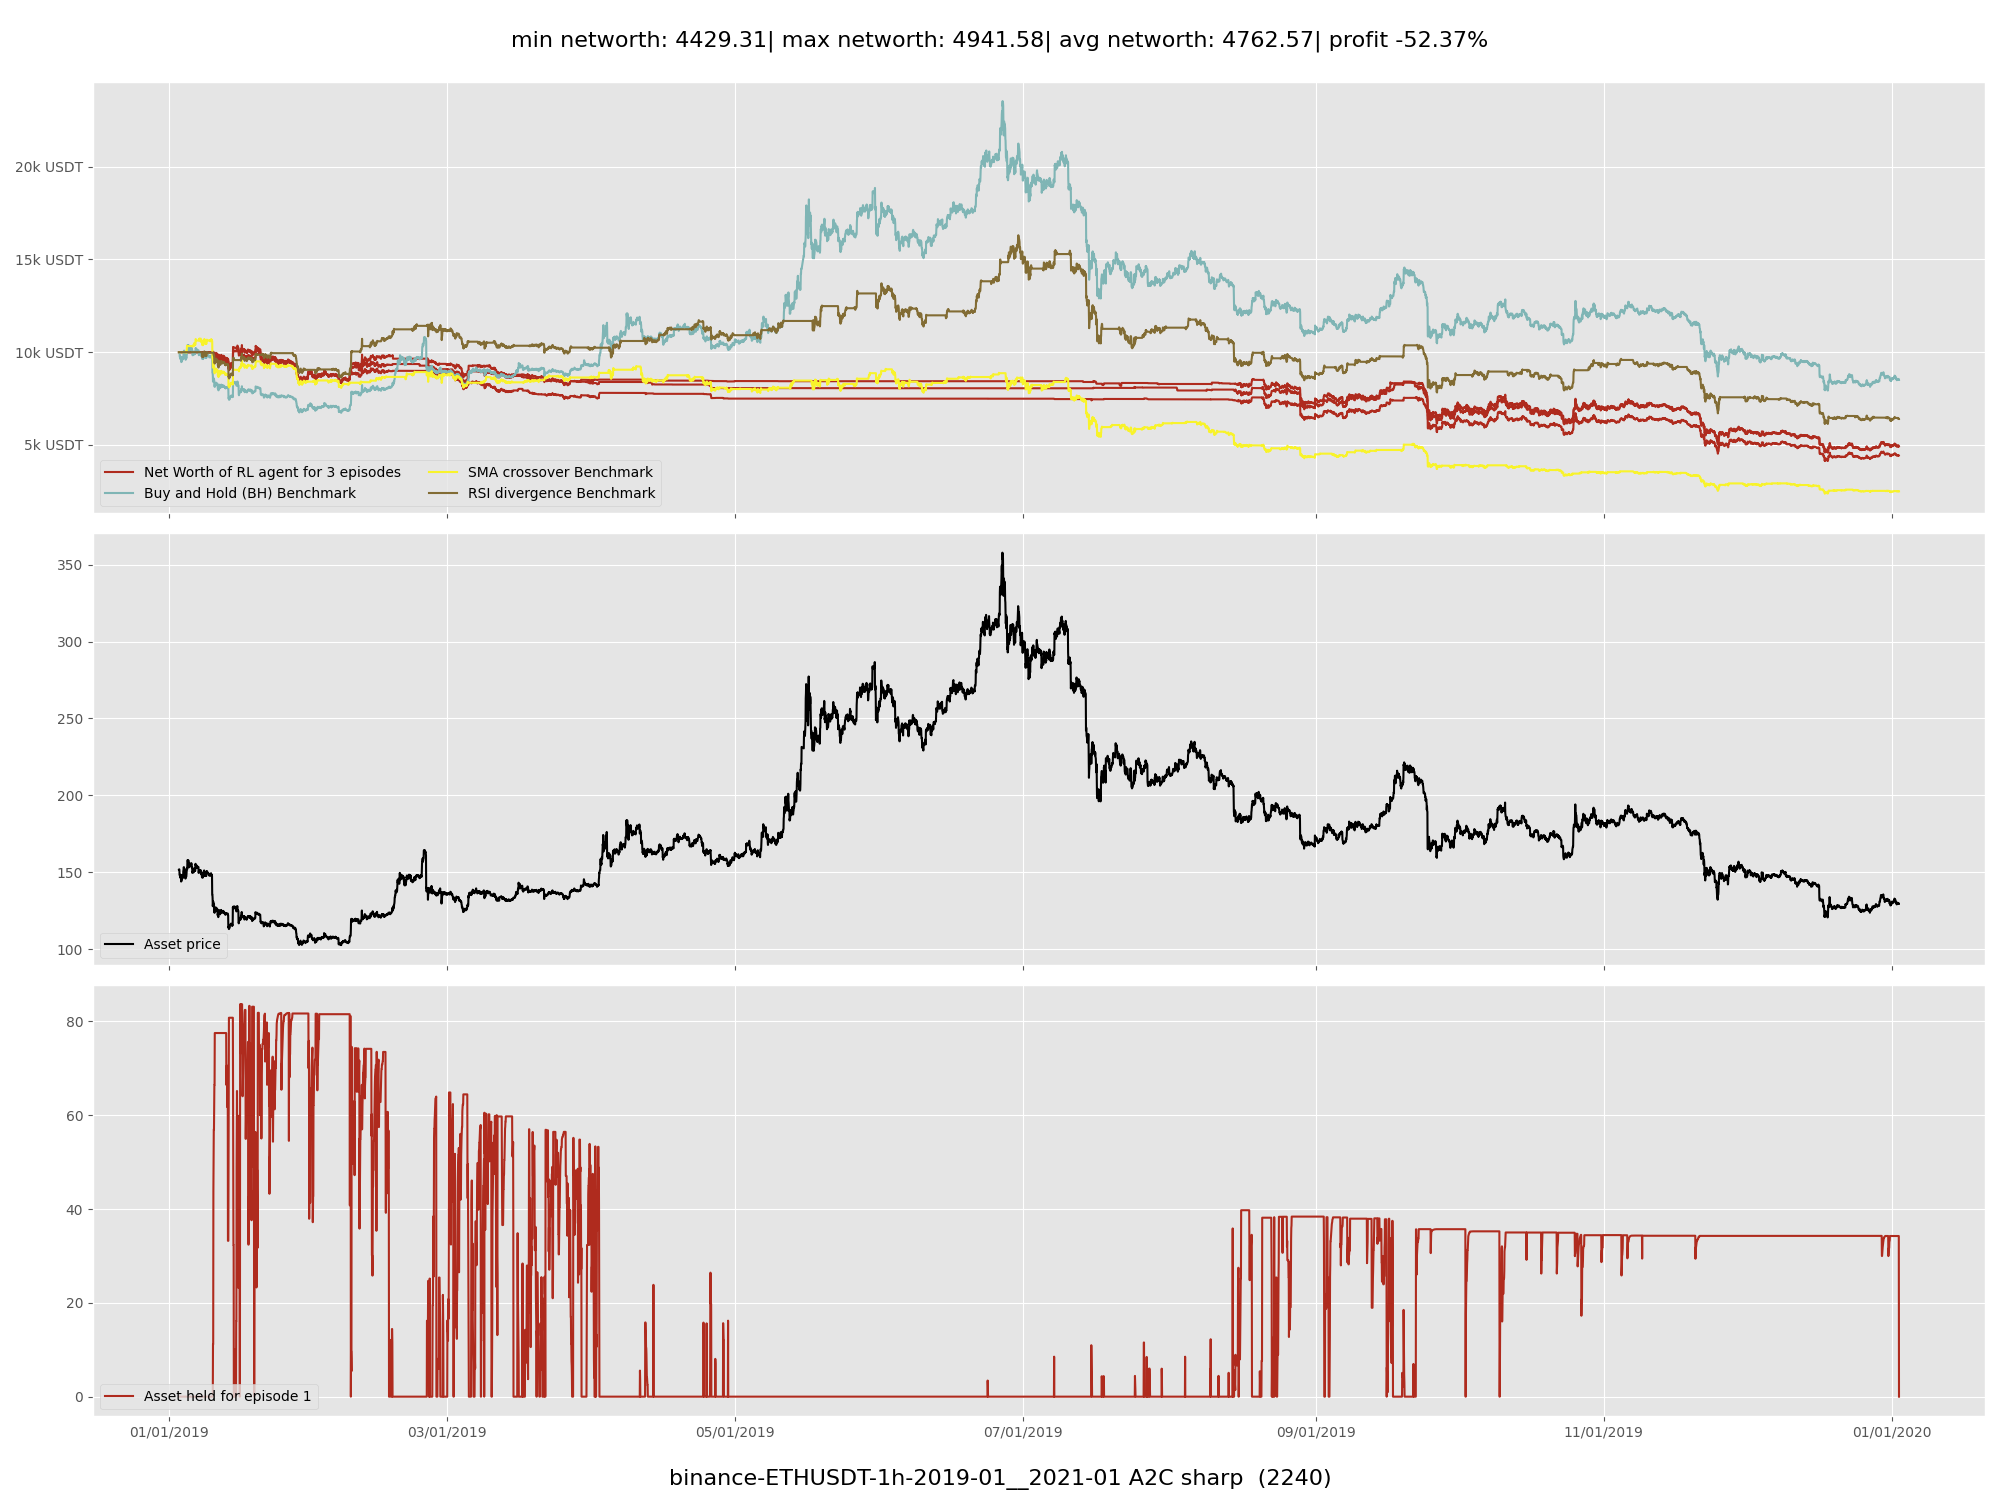 min networth: 4429.31| max networth: 4941.58| avg networth: 4762.57| profit -52.37%
20k USDT
15k USDT
10k USDT
5k USDT
Net Worth of RL agent for 3 episodes
Buy and Hold (BH) Benchmark
SMA crossover Benchmark
RSI divergence Benchmark
350
300
250
200
150
100
Asset price
80
60
40
20
0
Asset held for episode 1
01/01/2019 03/01/2019 05/01/2019 07/01/2019 09/01/2019 11/01/2019 01/01/2020
binance-ETHUSDT-1h-2019-01__2021-01 A2C sharp (2240)